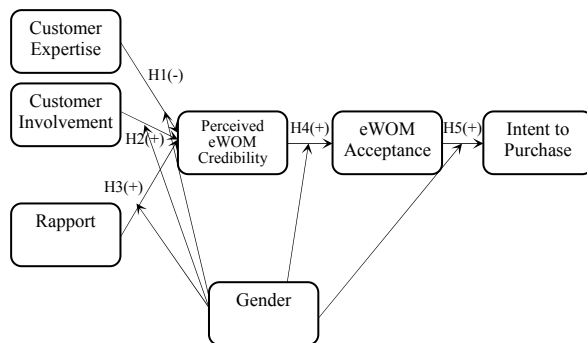 Customer
Expertise
H1(-)
Customer
Involvement
H2(+)
Perceived
eWOM
Credibility
H4(+)
eWOM
Acceptance
H5(+)
Intent to
Purchase
H3(+)
Rapport
Gender